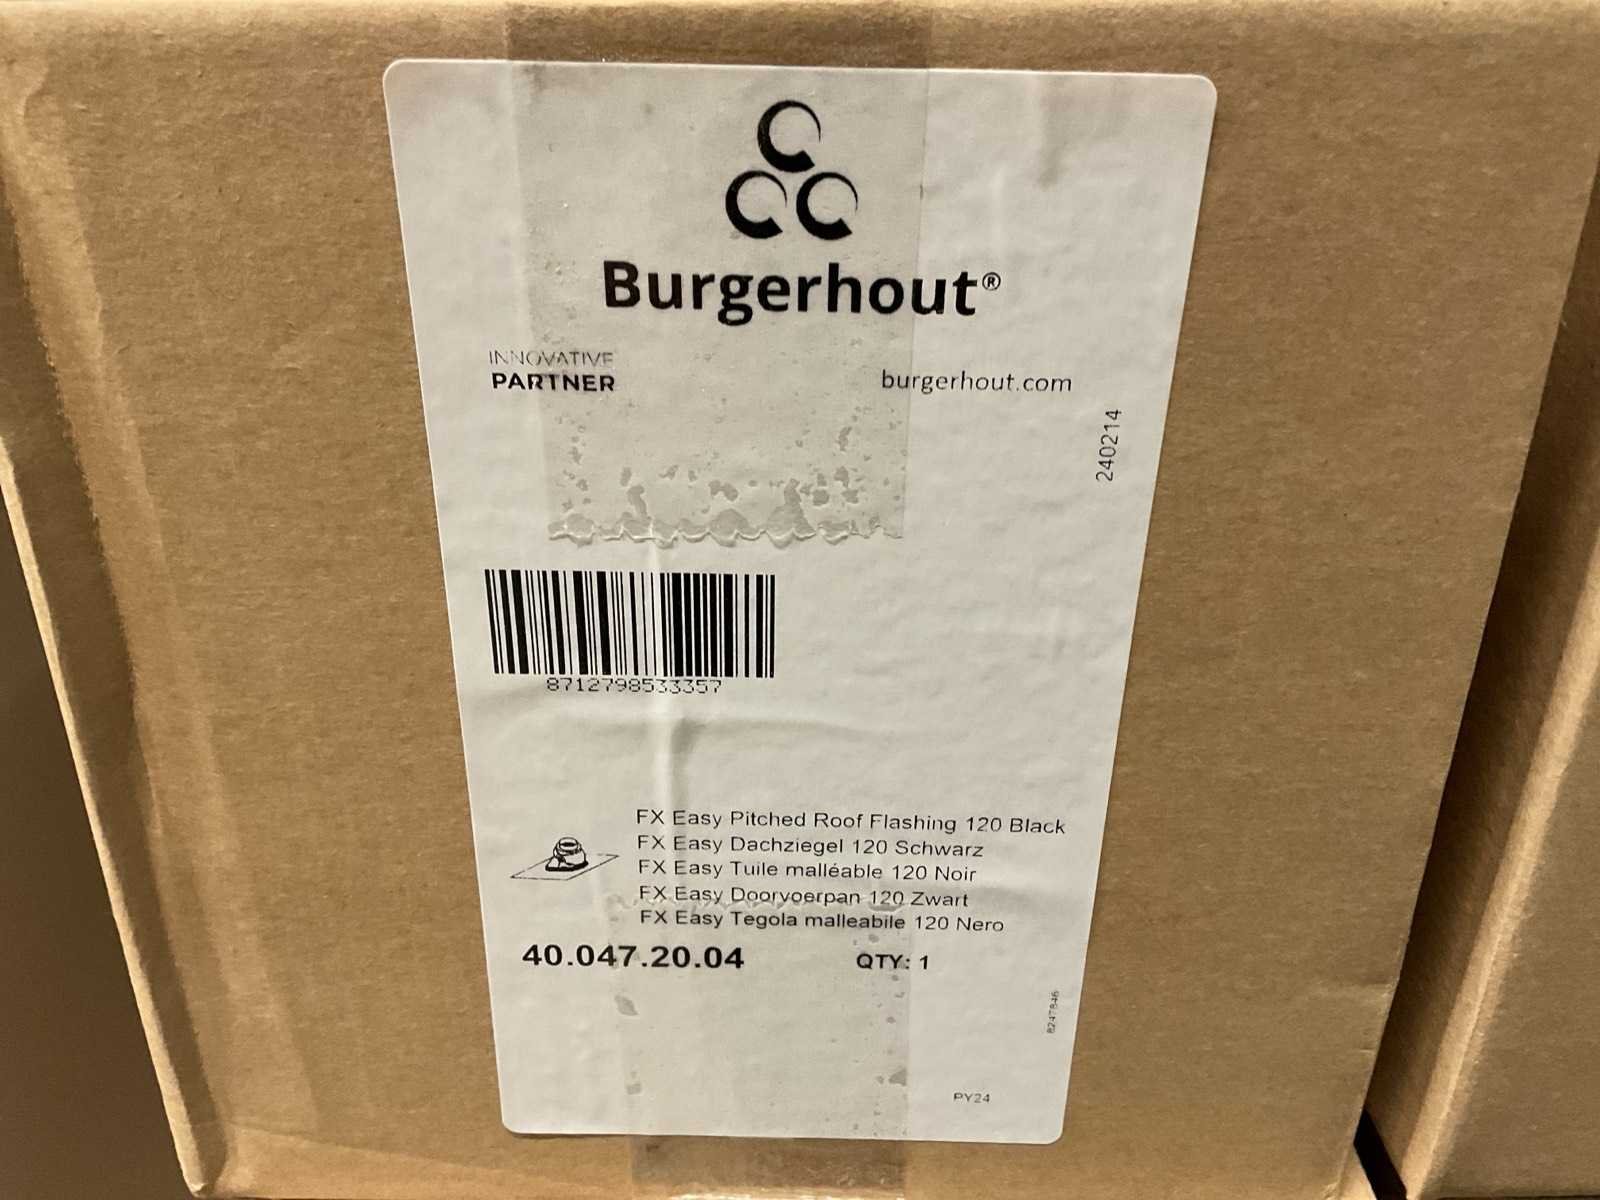 Burgerhout®
INNOVATIVE
PARTNER
burgerhout.com
240214
8712798533357
FX Easy Pitched Roof Flashing 120 Black
FX Easy Dachziegel 120 Schwarz
FX Easy Tuile malléable 120 Noir
FX Easy Doorvoerpan 120 Zwart
FX Easy Tegola malleabile 120 Nero
40.047.20.04
QTY: 1
8247846
PY24